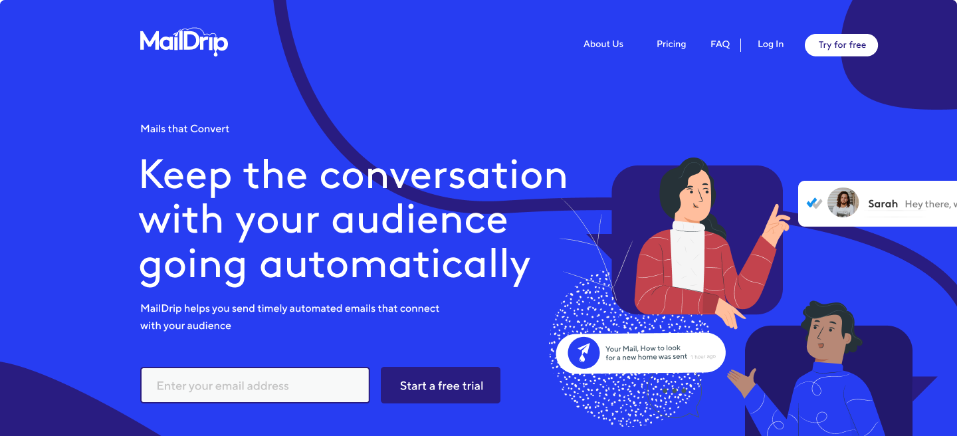 MailDrip
About Us
Pricing
FAQ
Log In
Try for free
Mails that Convert
Keep the conversation
with your audience
going automatically
MailDrip helps you send timely automated emails that connect
with your audience
Enter your email address
Start a free trial
Sarah Hey there, w
Your Mail, How to look
for a new home was sent 1 hour ago